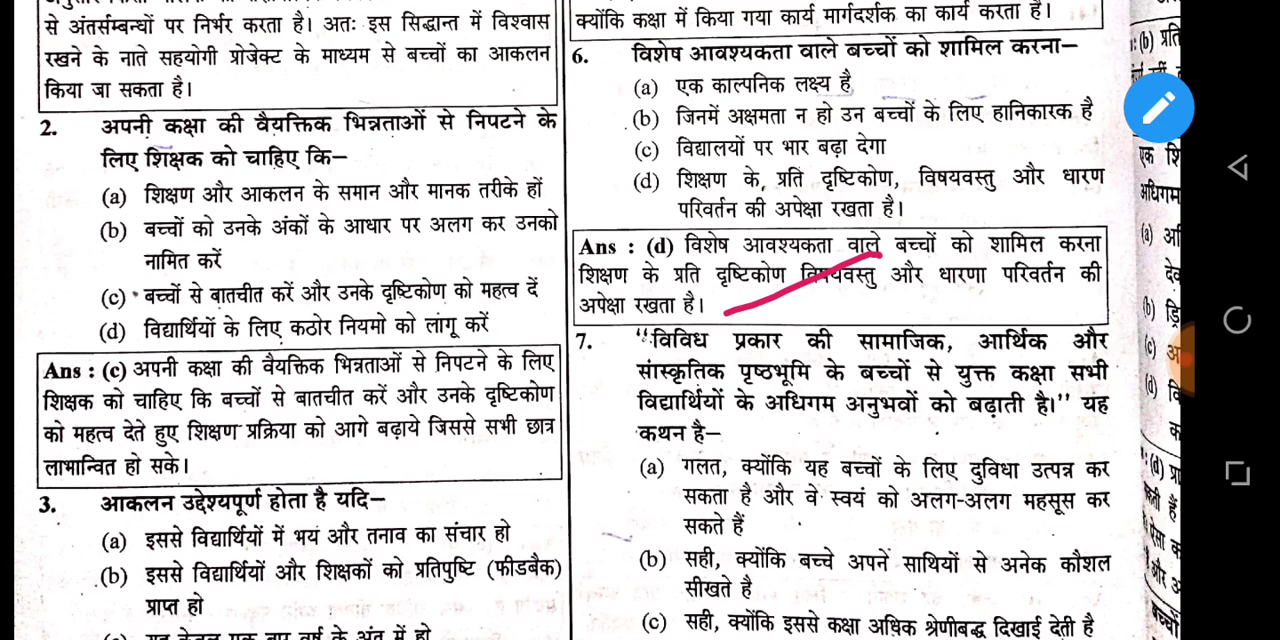 से अंतर्सम्बन्धों पर निर्भर करता है। अतः इस सिद्धान्त में विश्वास
रखने के नाते सहयोगी प्रोजेक्ट के माध्यम से बच्चों का आकलन
किया जा सकता है।
2. अपनी कक्षा की वैयक्तिक भिन्नताओं से निपटने के
लिए शिक्षक को चाहिए कि–
(a) शिक्षण और आकलन के समान और मानक तरीके हों
(b) बच्चों को उनके अंकों के आधार पर अलग कर उनको
नामित करें
(c) बच्चों से बातचीत करें और उनके दृष्टिकोण को महत्व दें
(d) विद्यार्थियों के लिए कठोर नियमो को लागू करें
Ans : (c) अपनी कक्षा की वैयक्तिक भिन्नताओं से निपटने के लिए
शिक्षक को चाहिए कि बच्चों से बातचीत करें और उनके दृष्टिकोण
को महत्व देते हुए शिक्षण प्रक्रिया को आगे बढ़ाये जिससे सभी छात्र
लाभान्वित हो सके।
3. आकलन उद्देश्यपूर्ण होता है यदि–
(a) इससे विद्यार्थियों में भय और तनाव का संचार हो
(b) इससे विद्यार्थियों और शिक्षकों को प्रतिपुष्टि (फीडबैक)
प्राप्त हो
(c) यह केवल एक बार वर्ष के अंत में हो
क्योंकि कक्षा में किया गया कार्य मार्गदर्शक का कार्य करता है।
6. विशेष आवश्यकता वाले बच्चों को शामिल करना–
(a) एक काल्पनिक लक्ष्य है
(b) जिनमें अक्षमता न हो उन बच्चों के लिए हानिकारक है
(c) विद्यालयों पर भार बढ़ा देगा
(d) शिक्षण के, प्रति दृष्टिकोण, विषयवस्तु और धारण
परिवर्तन की अपेक्षा रखता है।
Ans : (d) विशेष आवश्यकता वाले बच्चों को शामिल करना
शिक्षण के प्रति दृष्टिकोण विषयवस्तु और धारणा परिवर्तन की
अपेक्षा रखता है।
7. "विविध प्रकार की सामाजिक, आर्थिक और
सांस्कृतिक पृष्ठभूमि के बच्चों से युक्त कक्षा सभी
विद्यार्थियों के अधिगम अनुभवों को बढ़ाती है।" यह
कथन है–
(a) गलत, क्योंकि यह बच्चों के लिए दुविधा उत्पन्न कर
सकता है और वे स्वयं को अलग-अलग महसूस कर
सकते हैं
(b) सही, क्योंकि बच्चे अपने साथियों से अनेक कौशल
सीखते है
(c) सही, क्योंकि इससे कक्षा अधिक श्रेणीबद्ध दिखाई देती है
(b) प्रति
एक शि
अधिगम
(a)
(b)
(c)
(d)